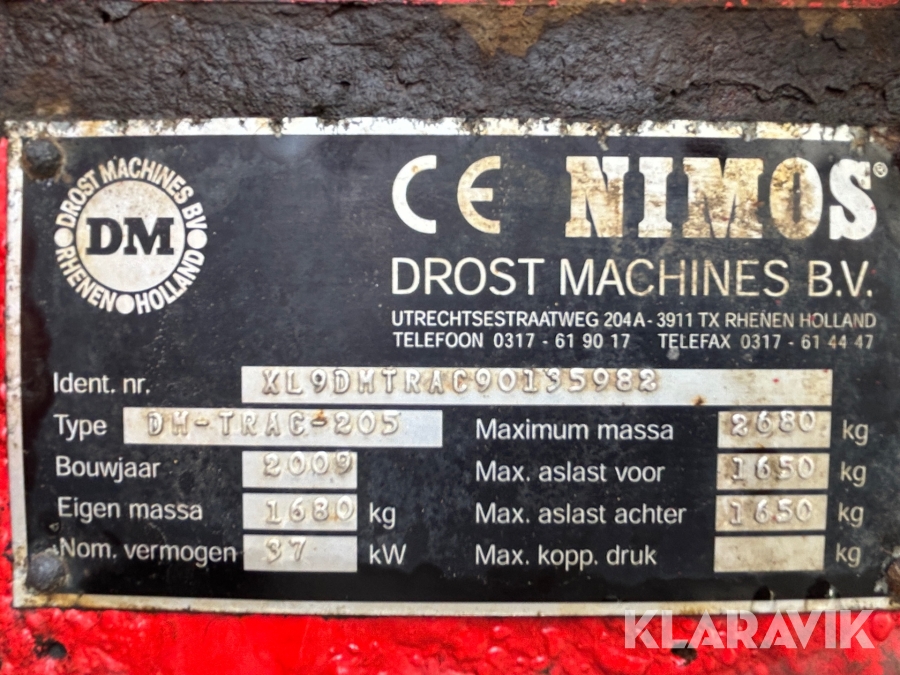 DROST MACHINES BV
DM
RHENEN HOLLAND
CE NIMOS®
DROST MACHINES B.V.
UTRECHTSESTRAATWEG 204A - 3911 TX RHENEN HOLLAND
TELEFOON 0317 - 61 90 17 TELEFAX 0317 - 61 44 47
Ident. nr. XL9DMTRAC90135982
Type DM-TRAC-205
Maximum massa 2680 kg
Bouwjaar 2009
Max. aslast voor 1650 kg
Eigen massa 1680 kg
Max. aslast achter 1650 kg
Nom. vermogen 37 kW
Max. kopp. druk kg
KLARAVIK